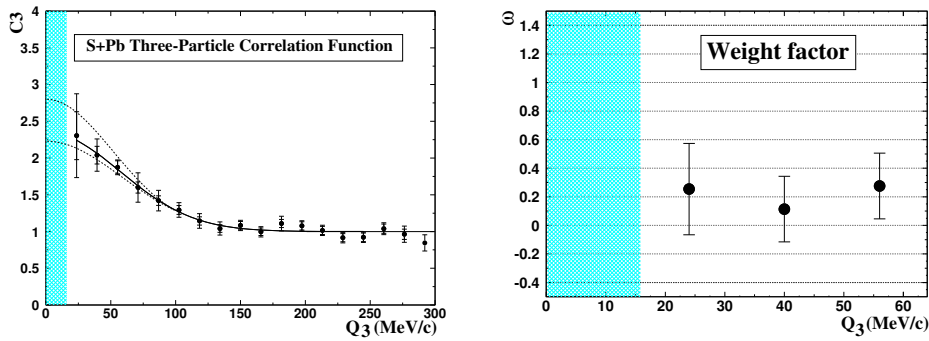 C3
4
3.5
3
2.5
2
1.5
1
0.5
0
S+Pb Three-Particle Correlation Function
0 50 100 150 200 250 300
Q3 (MeV/c)
ω
1.4
1.2
1
0.8
0.6
0.4
0.2
0
-0.2
-0.4
Weight factor
0 10 20 30 40 50 60
Q3 (MeV/c)